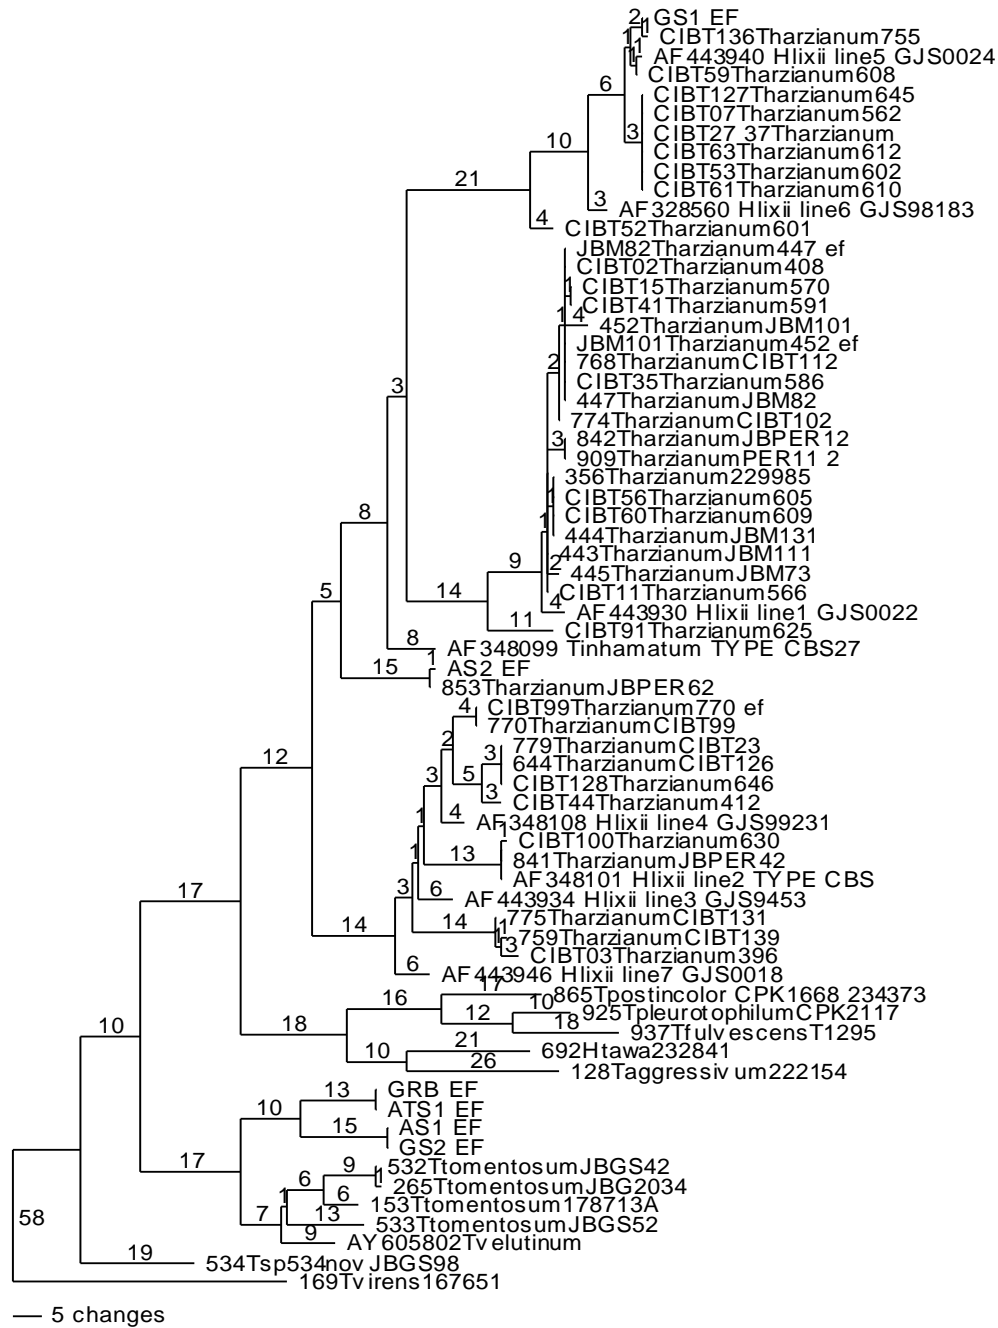 2 GS1 EF
1 CIBT136Tharzianum755
1 AF443940 Hlixii line5 GJS0024
CIBT59Tharzianum608
6 CIBT127Tharzianum645
CIBT07Tharzianum562
3 CIBT27 37Tharzianum
10 CIBT63Tharzianum612
21 CIBT53Tharzianum602
CIBT61Tharzianum610
3 AF328560 Hlixii line6 GJS98183
4 CIBT52Tharzianum601
JBM82Tharzianum447 ef
CIBT02Tharzianum408
1 CIBT15Tharzianum570
CIBT41Tharzianum591
1 4 452TharzianumJBM101
JBM101Tharzianum452 ef
2 768TharzianumCIBT112
3 CIBT35Tharzianum586
447TharzianumJBM82
774TharzianumCIBT102
3 842TharzianumJBPER12
909TharzianumPER11 2
356Tharzianum229985
1 CIBT56Tharzianum605
8 1 CIBT60Tharzianum609
444TharzianumJBM131
9 2 443TharzianumJBM111
445TharzianumJBM73
5 14 CIBT11Tharzianum566
4 AF443930 Hlixii line1 GJS0022
11 CIBT91Tharzianum625
8 AF348099 Tinhamatum TYPE CBS27
15 1 AS2 EF
853TharzianumJBPER62
4 CIBT99Tharzianum770 ef
770TharzianumCIBT99
2 3 779TharzianumCIBT23
12 644TharzianumCIBT126
3 5 CIBT128Tharzianum646
3 CIBT44Tharzianum412
1 4 AF348108 Hlixii line4 GJS99231
1 CIBT100Tharzianum630
1 13 841TharzianumJBPER42
AF348101 Hlixii line2 TYPE CBS
17 3 6 AF443934 Hlixii line3 GJS9453
14 14 1 775TharzianumCIBT131
1 759TharzianumCIBT139
3 CIBT03Tharzianum396
6 AF443946 Hlixii line7 GJS0018
17 865Tpostincolor CPK1668 234373
16 10 925TpleurotophilumCPK2117
10 18 12 18 937TfulvescensT1295
21 692Htawa232841
10 26 128Taggressivum222154
13 GRB EF
10 ATS1 EF
15 AS1 EF
GS2 EF
17 9 532TtomentosumJBGS42
6 265TtomentosumJBG2034
1 6 153Ttomentosum178713A
7 13 533TtomentosumJBGS52
58 9 AY605802Tvelutinum
19 534Tsp534nov JBGS98
169Tvirens167651
5 changes